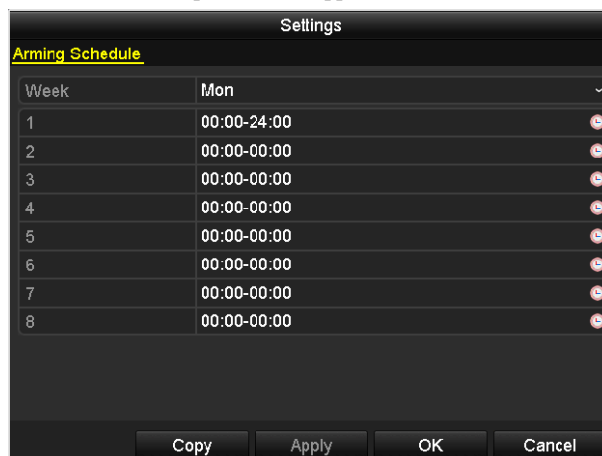 Settings
Arming Schedule
Week Mon
1 00:00-24:00
2 00:00-00:00
3 00:00-00:00
4 00:00-00:00
5 00:00-00:00
6 00:00-00:00
7 00:00-00:00
8 00:00-00:00
Copy Apply OK Cancel